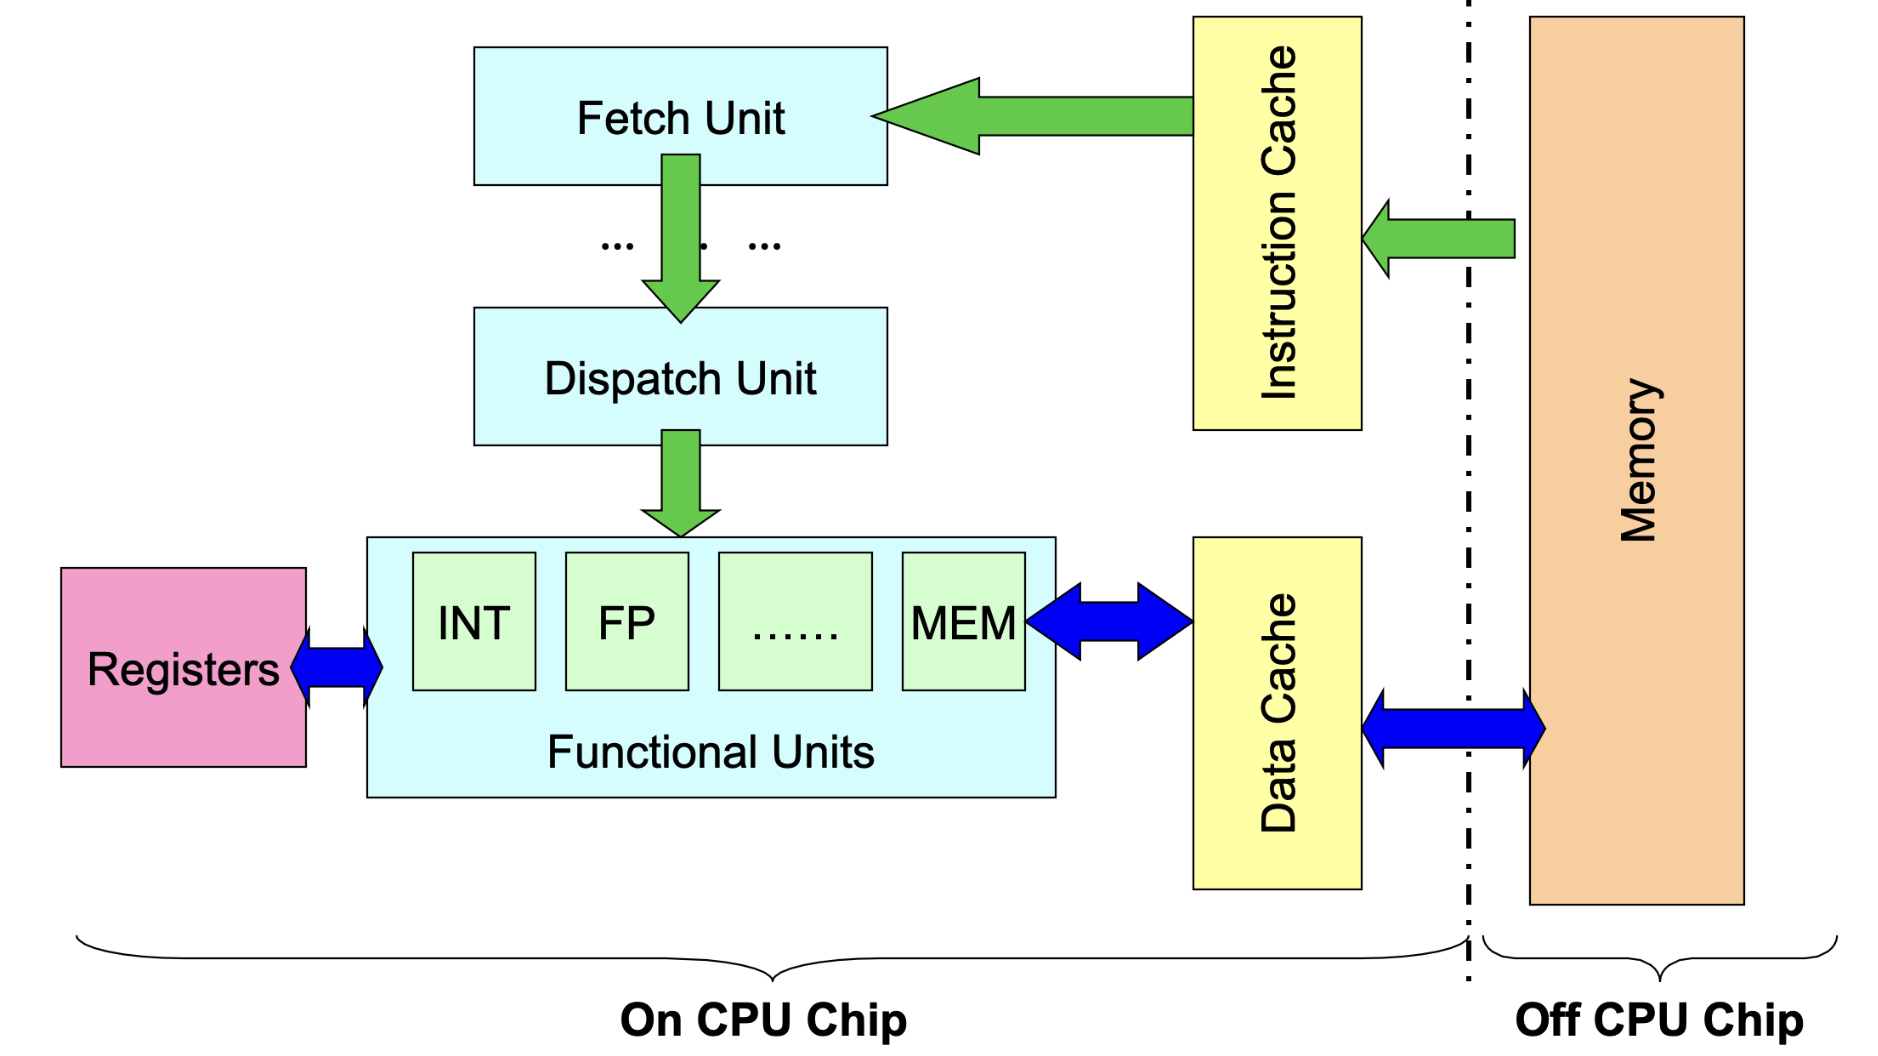 Fetch Unit
Instruction Cache
... . ...
Dispatch Unit
Memory
INT
FP
......
MEM
Registers
Functional Units
Data Cache
On CPU Chip
Off CPU Chip